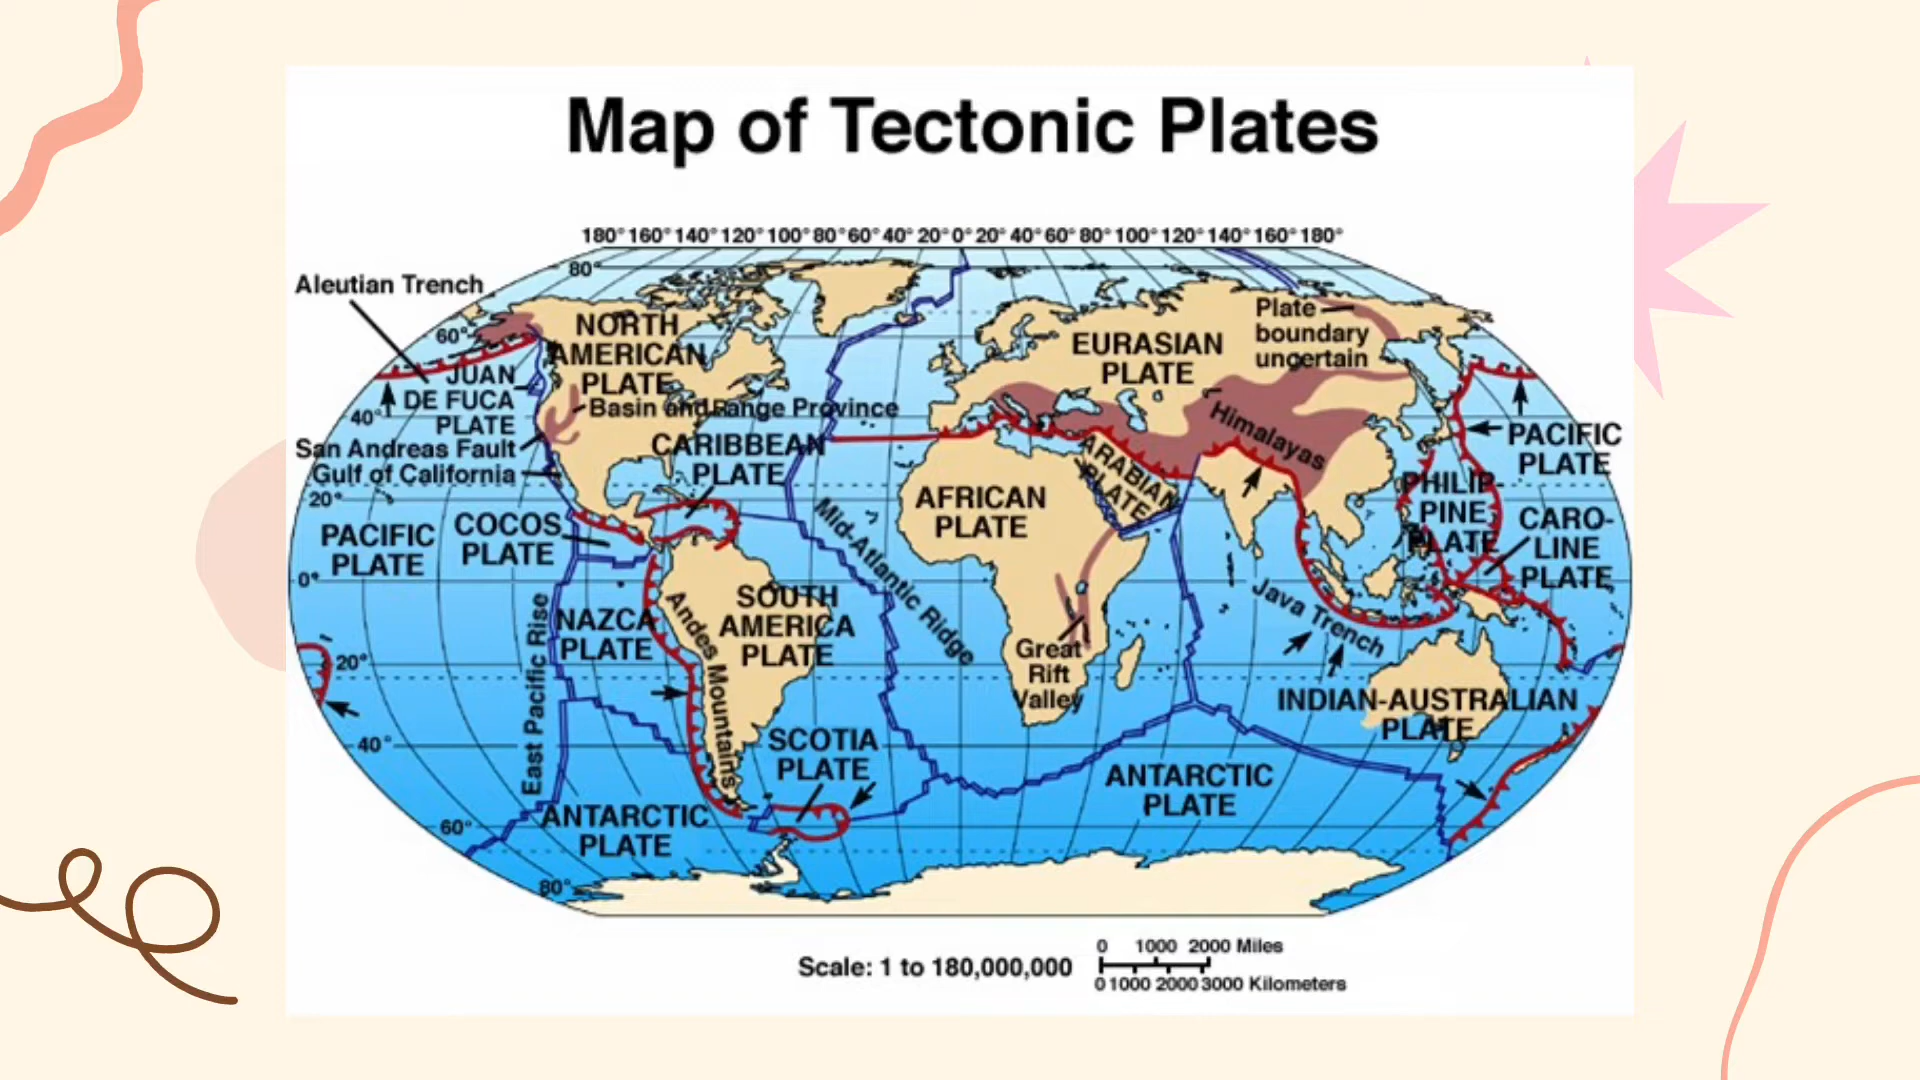 Map of Tectonic Plates
180° 160° 140° 120° 100° 80° 60° 40° 20° 0° 20° 40° 60° 80° 100° 120° 140° 160° 180°
80°
Aleutian Trench
60°
NORTH
AMERICAN
PLATE
EURASIAN
PLATE
Plate
boundary
uncertain
JUAN
DE FUCA
PLATE
40°
Basin and Range Province
San Andreas Fault
Gulf of California
CARIBBEAN
PLATE
Himalayas
ARABIAN
PLATE
PACIFIC
PLATE
20°
PACIFIC
PLATE
COCOS
PLATE
Mid-Atlantic Ridge
AFRICAN
PLATE
PHILIP-
PINE
PLATE
CARO-
LINE
PLATE
0°
East Pacific Rise
NAZCA
PLATE
Andes Mountains
SOUTH
AMERICA
PLATE
Great
Rift
Valley
Java Trench
20°
INDIAN-AUSTRALIAN
PLATE
40°
SCOTIA
PLATE
ANTARCTIC
PLATE
ANTARCTIC
PLATE
60°
80°
Scale: 1 to 180,000,000
0 1000 2000 Miles
0 1000 2000 3000 Kilometers